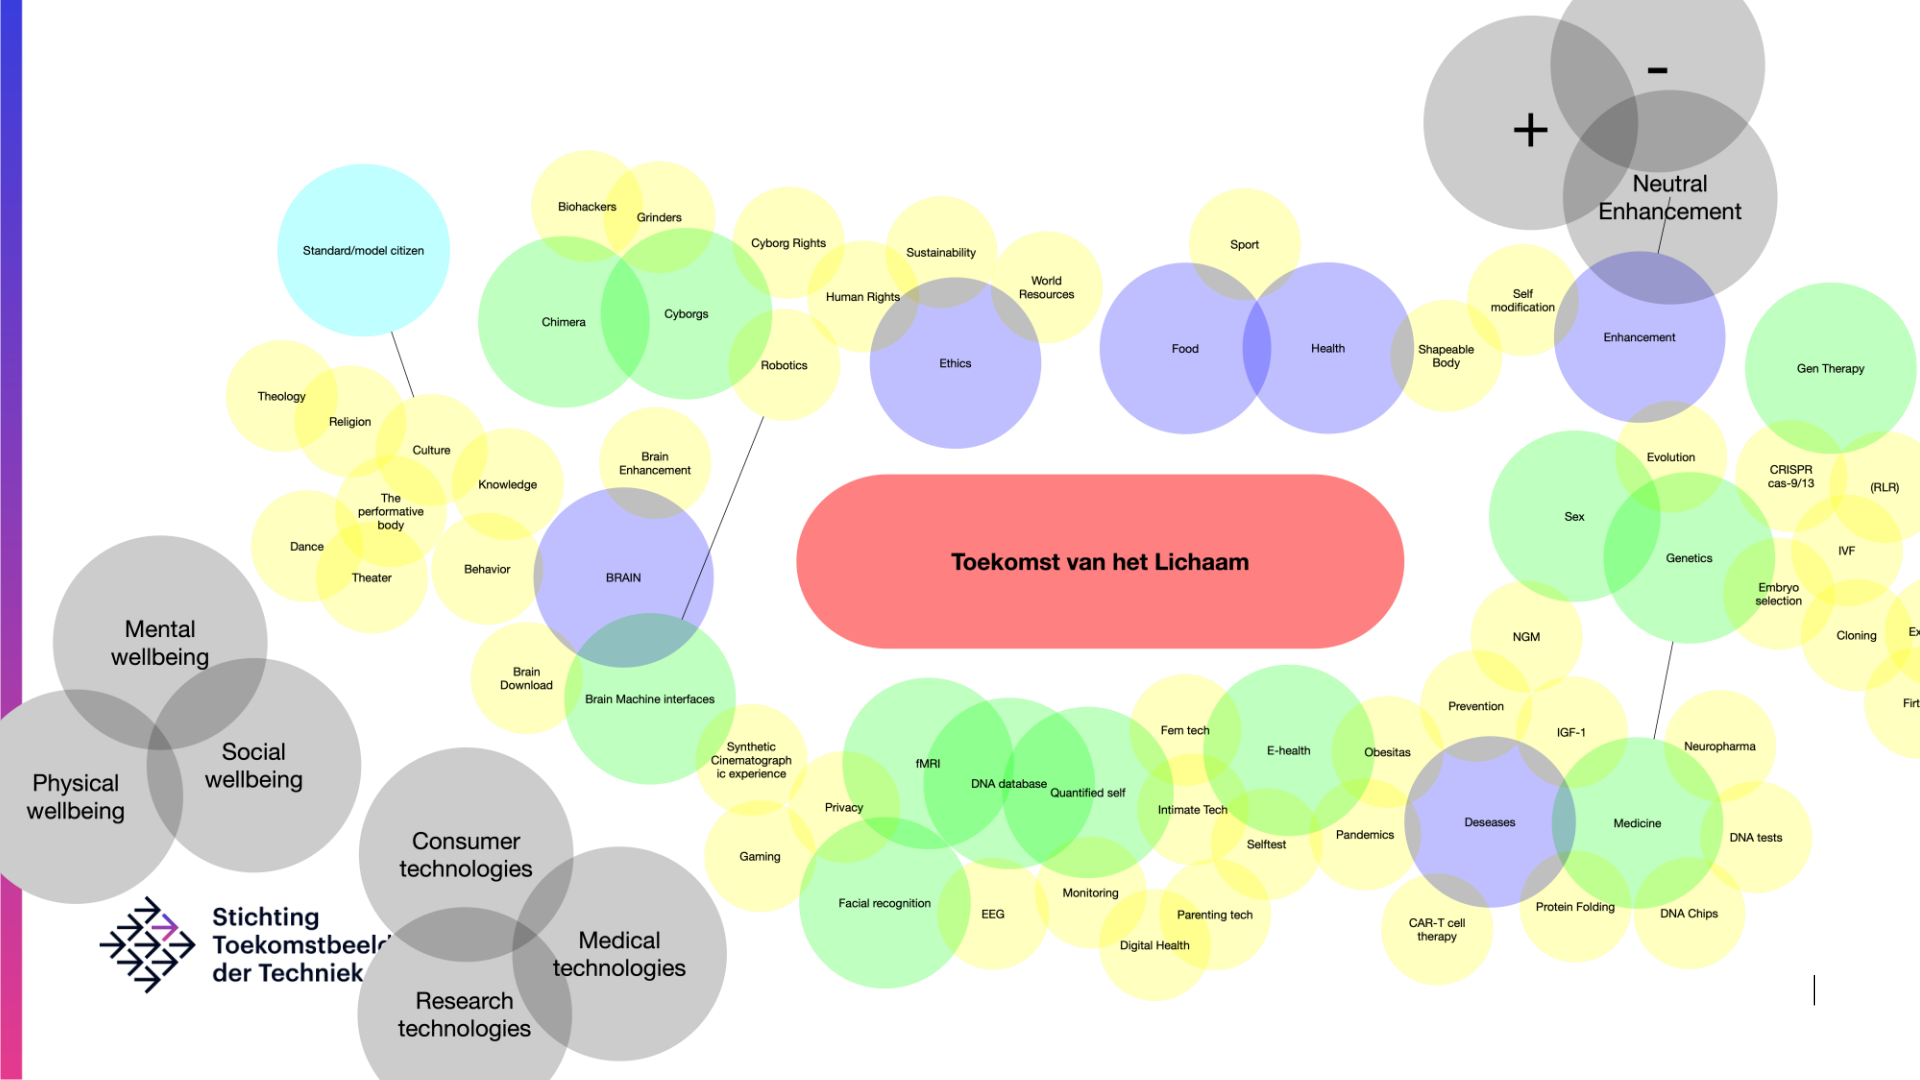 -
+
Neutral
Enhancement
Standard/model citizen
Biohackers
Grinders
Chimera
Cyborgs
Cyborg Rights
Human Rights
Robotics
Sustainability
World
Resources
Ethics
Sport
Food
Health
Shapeable
Body
Self
modification
Enhancement
Gen Therapy
Theology
Religion
Culture
Knowledge
The
performative
body
Dance
Theater
Behavior
Brain
Enhancement
BRAIN
Brain
Download
Brain Machine interfaces
Toekomst van het Lichaam
Evolution
Sex
Genetics
CRISPR
cas-9/13
(RLR)
IVF
Embryo
selection
Cloning
Ex
Firt
NGM
Prevention
IGF-1
Neuropharma
Deseases
Medicine
DNA tests
CAR-T cell
therapy
Protein Folding
DNA Chips
Synthetic
Cinematograph
ic experience
Privacy
Gaming
fMRI
DNA database
Quantified self
Facial recognition
EEG
Monitoring
Fem tech
Intimate Tech
E-health
Obesitas
Selftest
Pandemics
Parenting tech
Digital Health
Mental
wellbeing
Social
wellbeing
Physical
wellbeing
Consumer
technologies
Medical
technologies
Research
technologies
Stichting
Toekomstbeeld
der Techniek